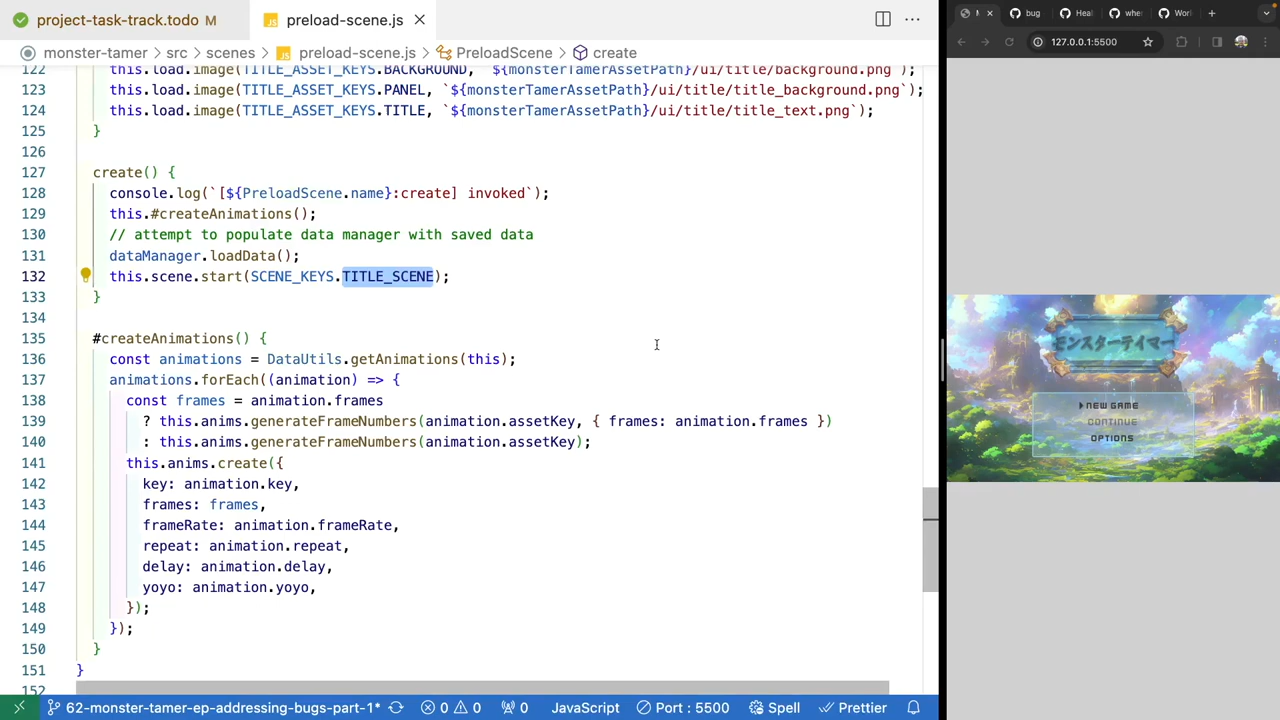 project-task-track.todo M
preload-scene.js
bug
Heal
whe
Work
127.0.0.1:5500
monster-tamer > src > scenes > preload-scene.js > PreloadScene > create
122 this.load.image(TITLE_ASSET_KEYS.BACKGROUND, `${monsterTamerAssetPath}/ui/title/background.png`);
123 this.load.image(TITLE_ASSET_KEYS.PANEL, `${monsterTamerAssetPath}/ui/title/title_background.png`);
124 this.load.image(TITLE_ASSET_KEYS.TITLE, `${monsterTamerAssetPath}/ui/title/title_text.png`);
125 }
126
127 create() {
128 console.log(`[${PreloadScene.name}:create] invoked`);
129 this.#createAnimations();
130 // attempt to populate data manager with saved data
131 dataManager.loadData();
132 this.scene.start(SCENE_KEYS.TITLE_SCENE);
133 }
134
135 #createAnimations() {
136 const animations = DataUtils.getAnimations(this);
137 animations.forEach((animation) => {
138 const frames = animation.frames
139 ? this.anims.generateFrameNumbers(animation.assetKey, { frames: animation.frames })
140 : this.anims.generateFrameNumbers(animation.assetKey);
141 this.anims.create({
142 key: animation.key,
143 frames: frames,
144 frameRate: animation.frameRate,
145 repeat: animation.repeat,
146 delay: animation.delay,
147 yoyo: animation.yoyo,
148 });
149 });
150 }
151 }
152
モンスターテイマー
NEW GAME
CONTINUE
OPTIONS
62-monster-tamer-ep-addressing-bugs-part-1* 0 0 0 JavaScript Port : 5500 Spell Prettier